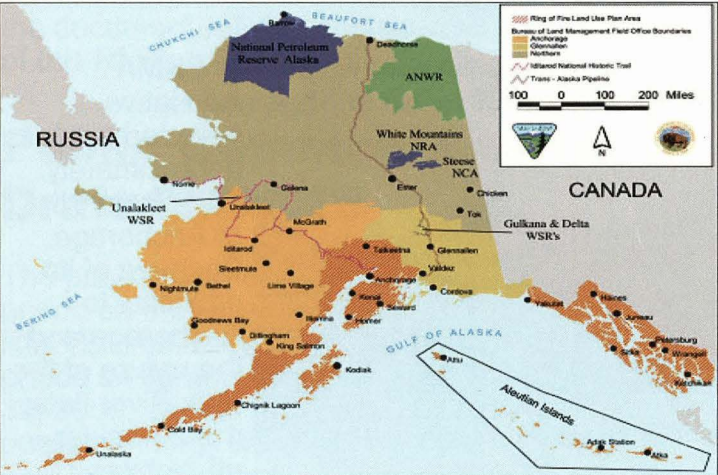 CHUKCHI SEA
BEAUFORT SEA
Barrow
National Petroleum
Reserve Alaska
Deadhorse
ANWR
Ring of Fire Land Use Plan Area
Bureau of Land Management Field Office Boundaries
Anchorage
Glennallen
Northern
Iditarod National Historic Trail
Trans - Alaska Pipeline
100 0 100 200 Miles
N
RUSSIA
CANADA
White Mountains
NRA
Steese
NCA
Nome
Galena
Ester
Chicken
Tok
Unalakleet
WSR
Unalakleet
McGrath
Gulkana & Delta
WSR's
Iditarod
Talkeetna
Glennallen
Sleetmute
Lime Village
Anchorage
Valdez
Nightmute
Bethel
Kenai
Seward
Cordova
Yakutat
Haines
Juneau
BERING SEA
Goodnews Bay
Dillingham
Iliamna
Homer
King Salmon
GULF OF ALASKA
Petersburg
Sitka
Wrangell
Ketchikan
Kodiak
Attu
Chignik Lagoon
Aleutian Islands
Cold Bay
Unalaska
Adak Station
Atka